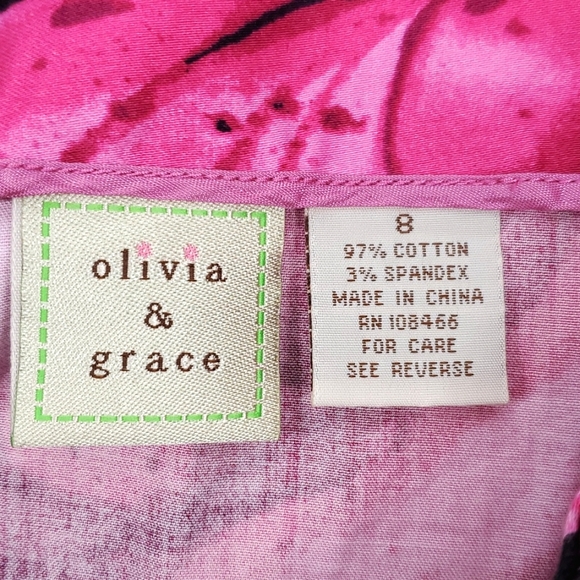 olivia
&
grace
8
97% COTTON
3% SPANDEX
MADE IN CHINA
RN 108466
FOR CARE
SEE REVERSE